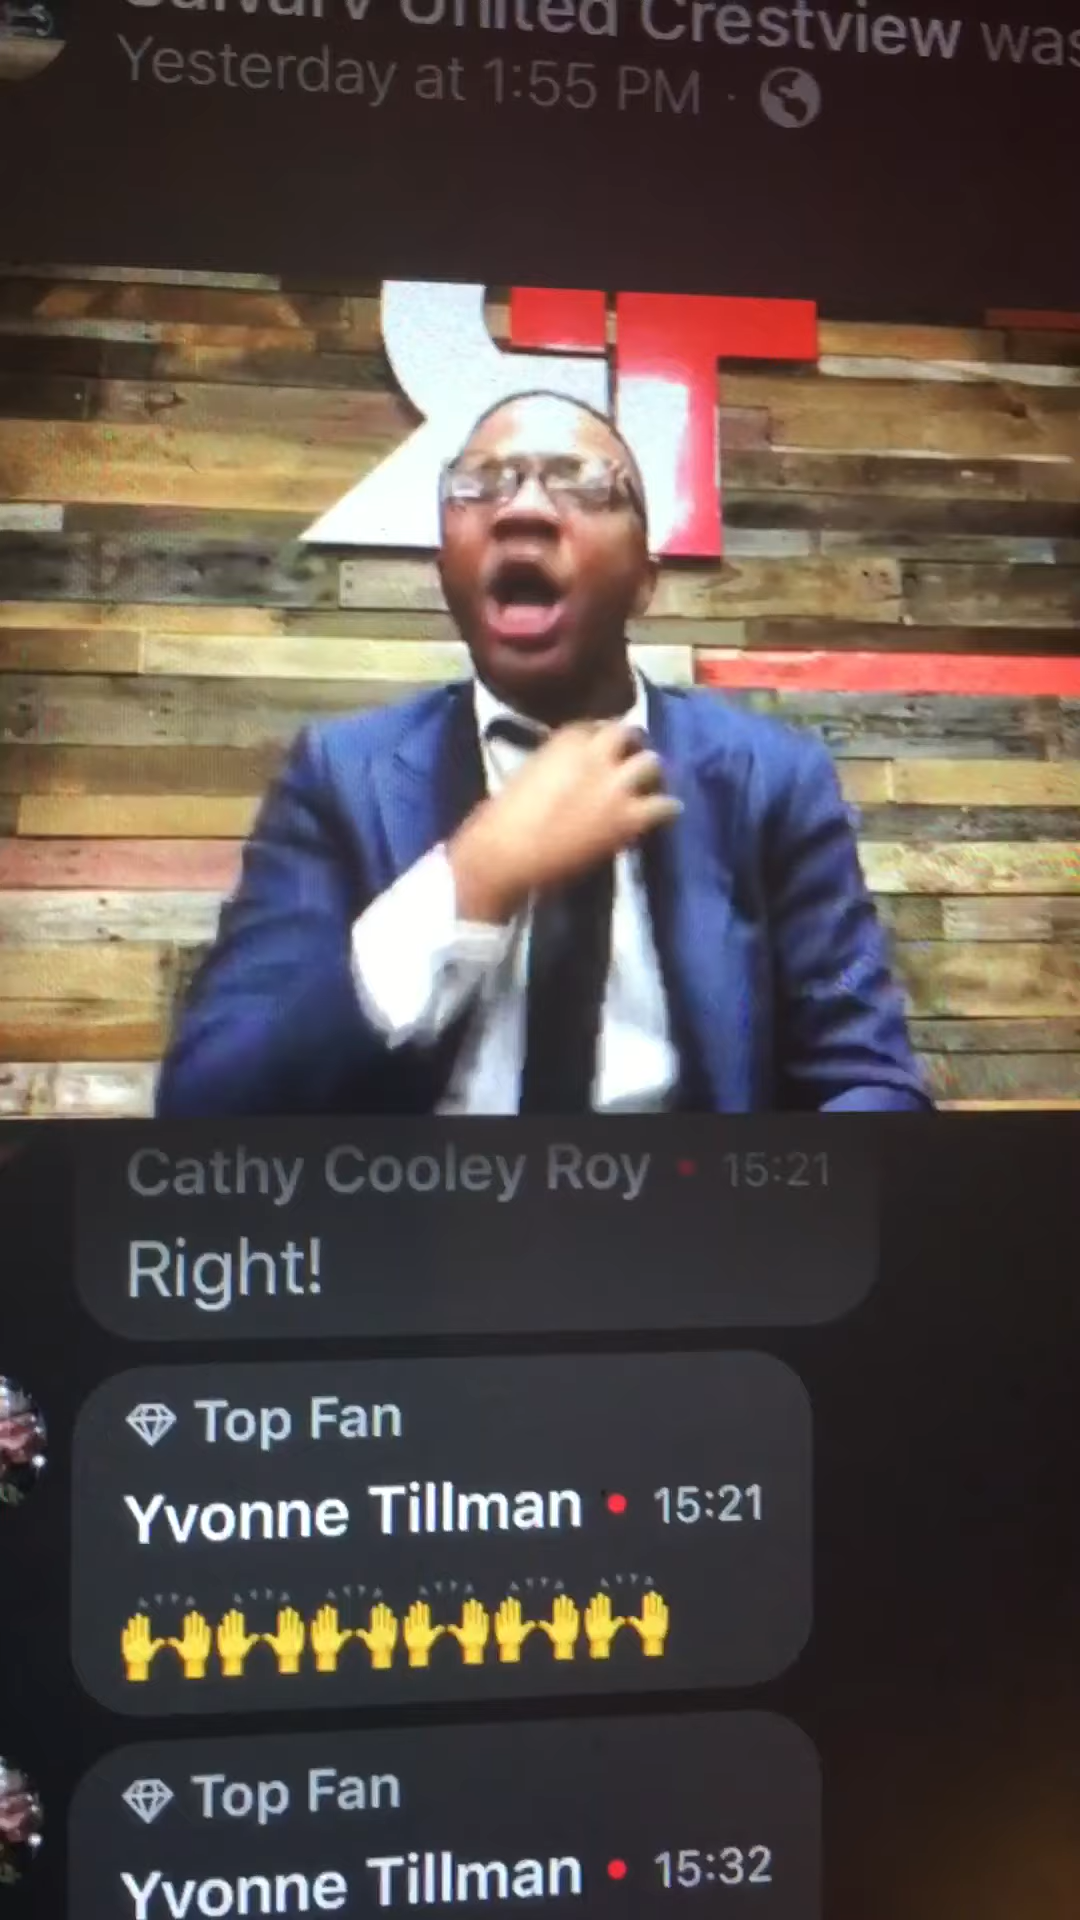 United Crestview was
Yesterday at 1:55 PM ·
Cathy Cooley Roy • 15:21
Right!
Top Fan
Yvonne Tillman • 15:21
🙌🙌🙌🙌🙌🙌
Top Fan
Yvonne Tillman • 15:32